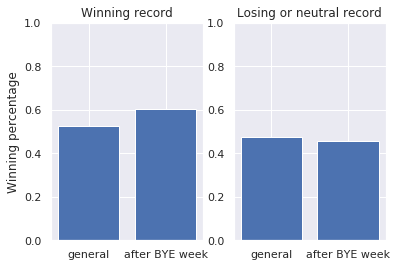 Winning record
Losing or neutral record
Winning percentage
1.0
0.8
0.6
0.4
0.2
0.0
general
after BYE week
1.0
0.8
0.6
0.4
0.2
0.0
general
after BYE week